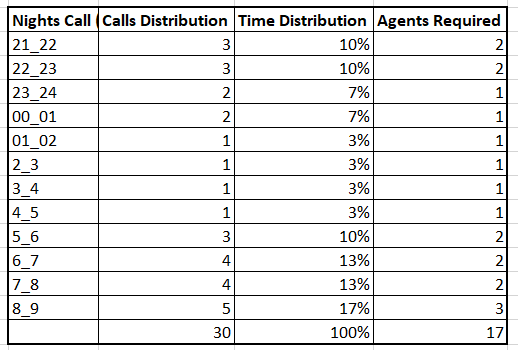 Nights Call Calls Distribution Time Distribution Agents Required
21_22 3 10% 2
22_23 3 10% 2
23_24 2 7% 1
00_01 2 7% 1
01_02 1 3% 1
2_3 1 3% 1
3_4 1 3% 1
4_5 1 3% 1
5_6 3 10% 2
6_7 4 13% 2
7_8 4 13% 2
8_9 5 17% 3
30 100% 17